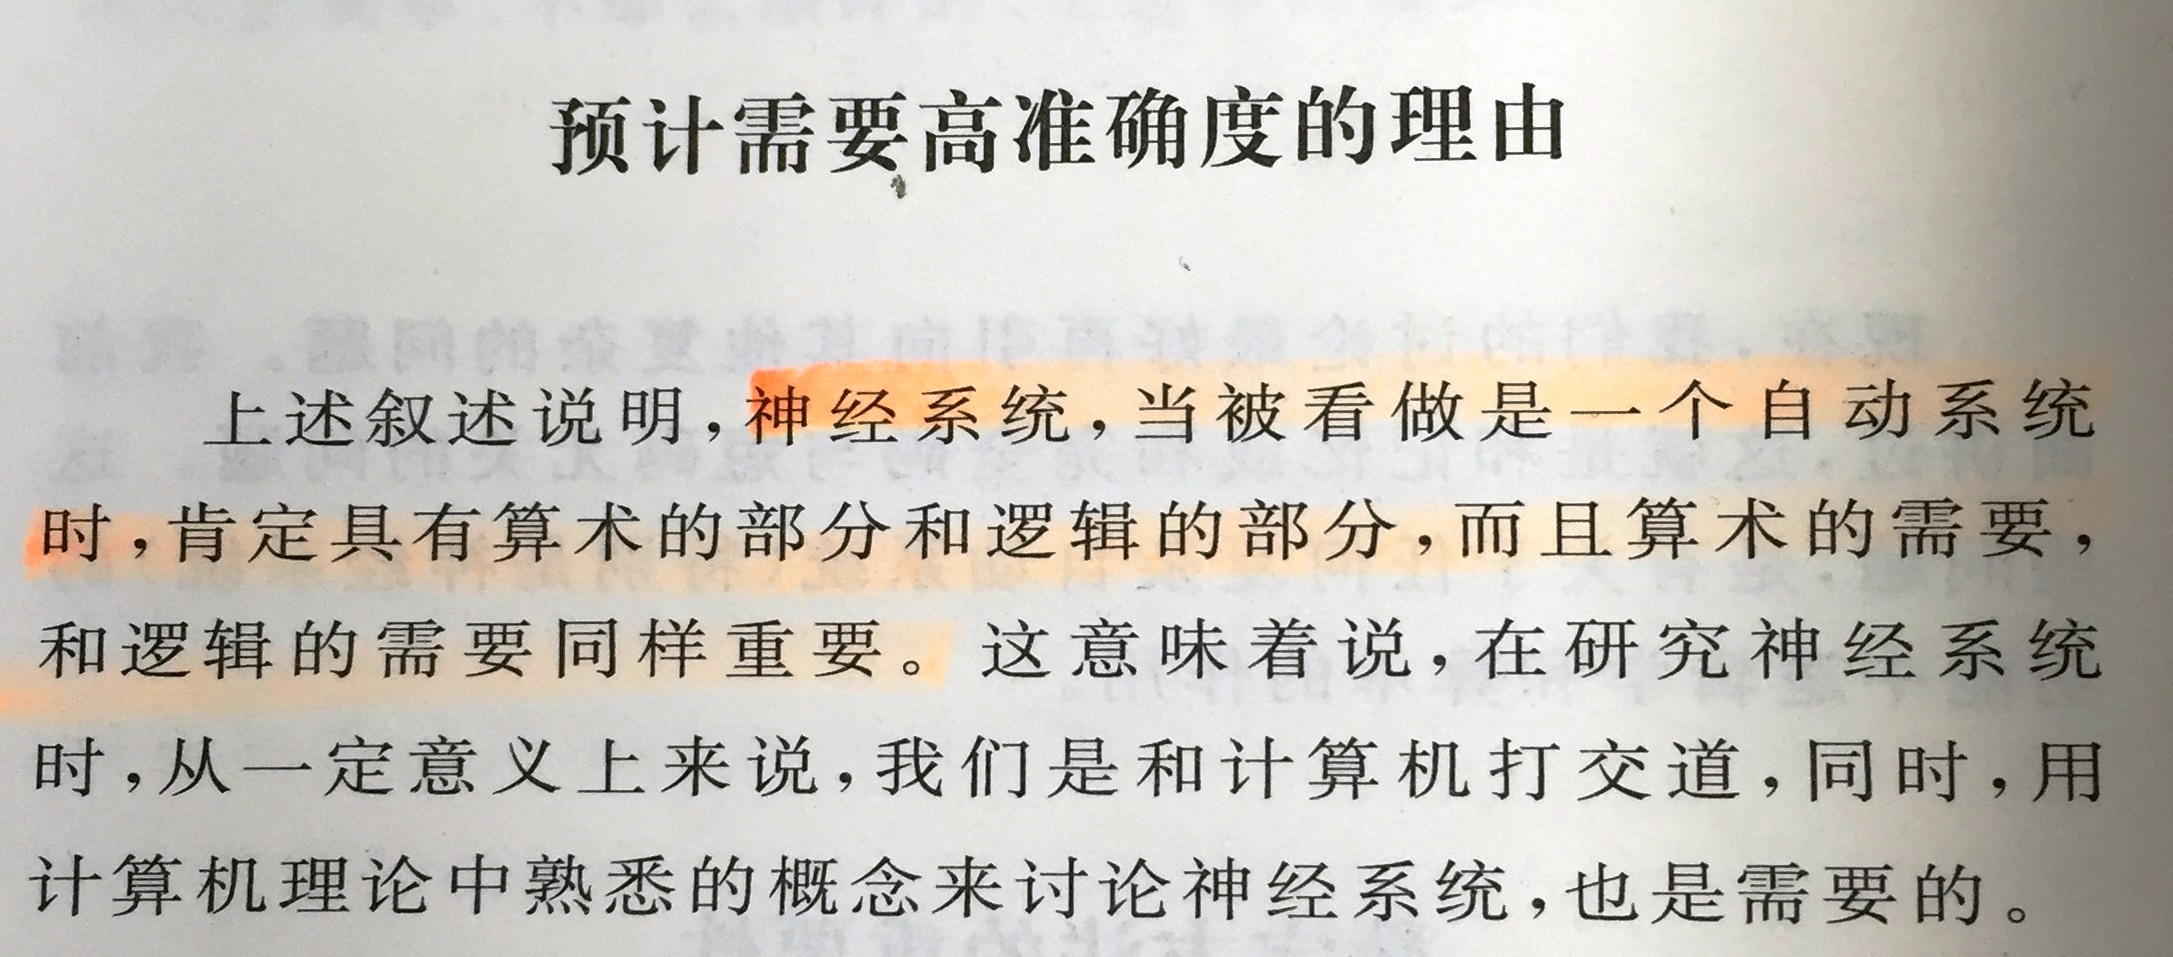 预计需要高准确度的理由
上述叙述说明，神经系统，当被看做是一个自动系统
时，肯定具有算术的部分和逻辑的部分，而且算术的需要，
和逻辑的需要同样重要。这意味着说，在研究神经系统
时，从一定意义上来说，我们是和计算机打交道，同时，用
计算机理论中熟悉的概念来讨论神经系统，也是需要的。